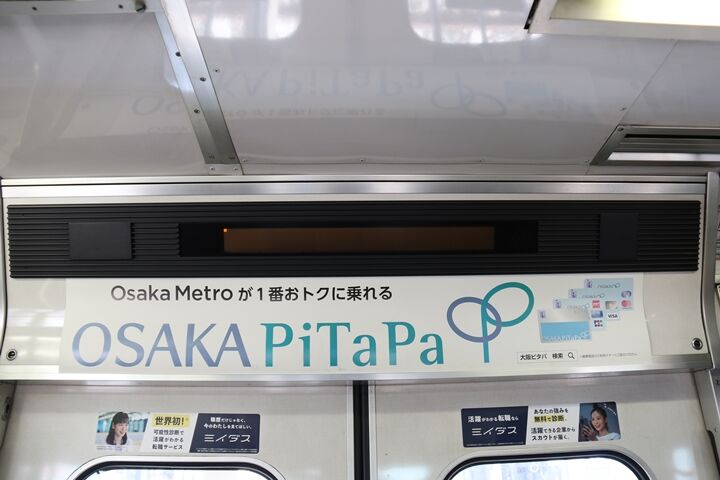 Osaka Metro が1番おトクに乗れる
OSAKA PiTaPa
大阪ピタパ 検索
VISA
世界初!
可能性診断で
活躍がわかる
転職サービス
職歴だけじゃなく、
今のわたしを見てほしい。
ミイダス
活躍がわかる転職なら
ミイダス
あなたの強みを
無料で診断、
活躍できる企業から
スカウトが届く。